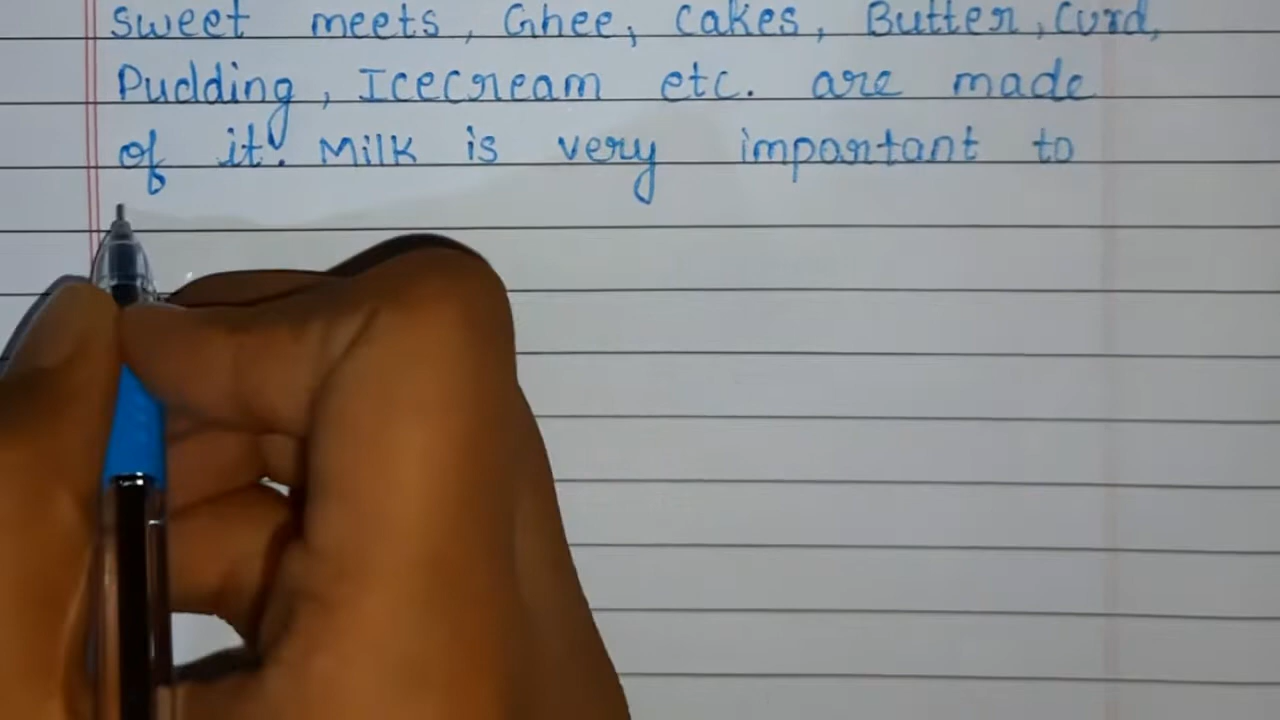 Sweet meets, Ghee, Cakes, Butter, Curd,
Pudding, Icecream etc. are made
of it. Milk is very important to